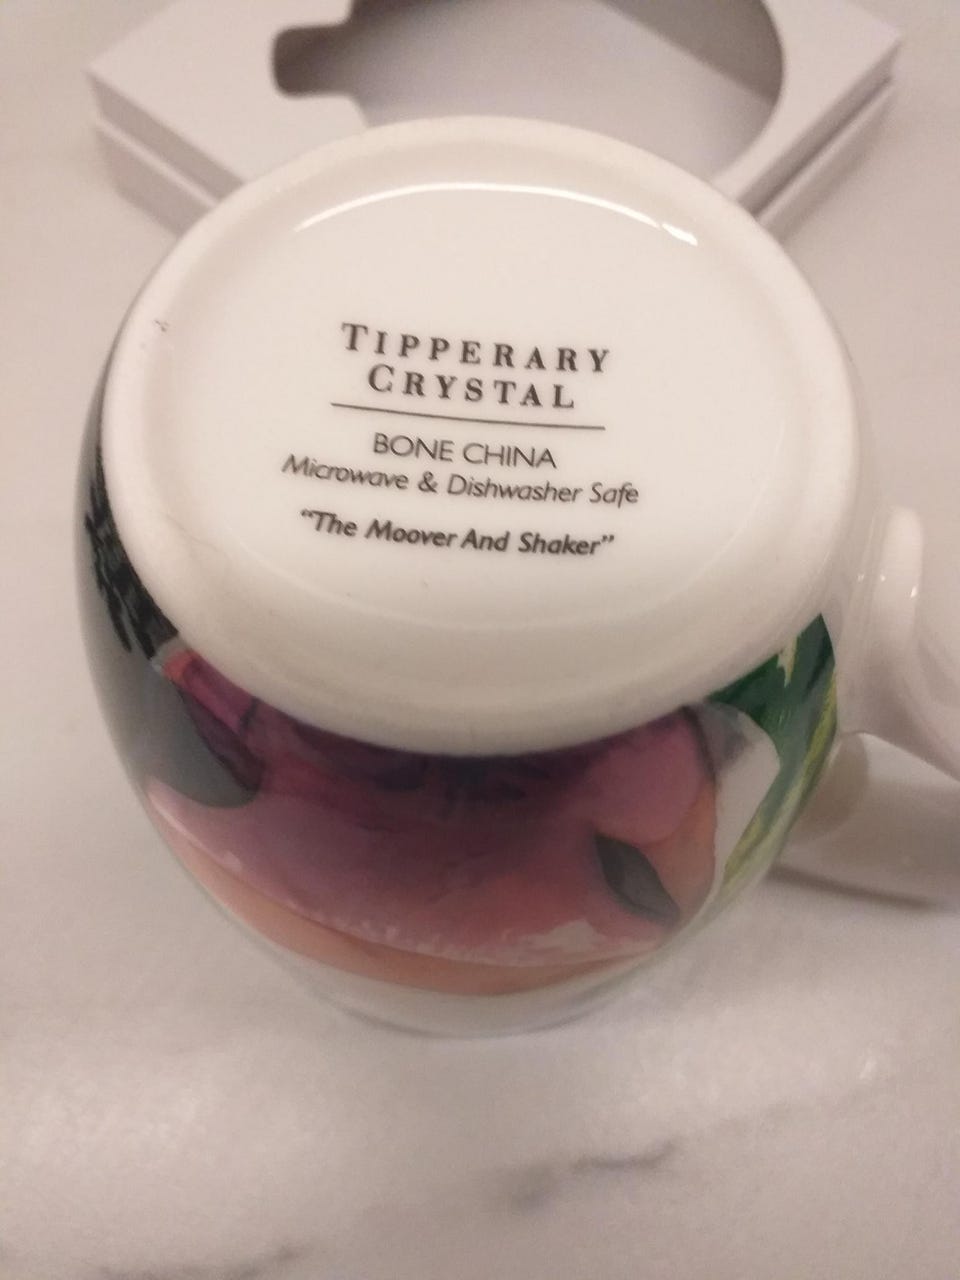 TIPPERARY
CRYSTAL
BONE CHINA
Microwave & Dishwasher Safe
“The Moover And Shaker”